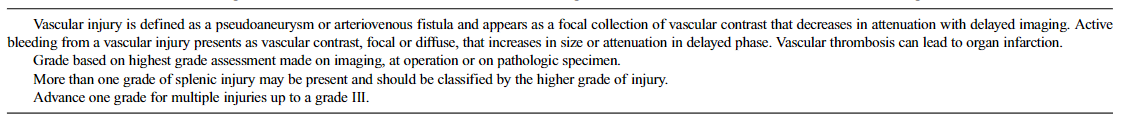 Vascular injury is defined as a pseudoaneurysm or arteriovenous fistula and appears as a focal collection of vascular contrast that decreases in attenuation with delayed imaging. Active
bleeding from a vascular injury presents as vascular contrast, focal or diffuse, that increases in size or attenuation in delayed phase. Vascular thrombosis can lead to organ infarction.
Grade based on highest grade assessment made on imaging, at operation or on pathologic specimen.
More than one grade of splenic injury may be present and should be classified by the higher grade of injury.
Advance one grade for multiple injuries up to a grade III.